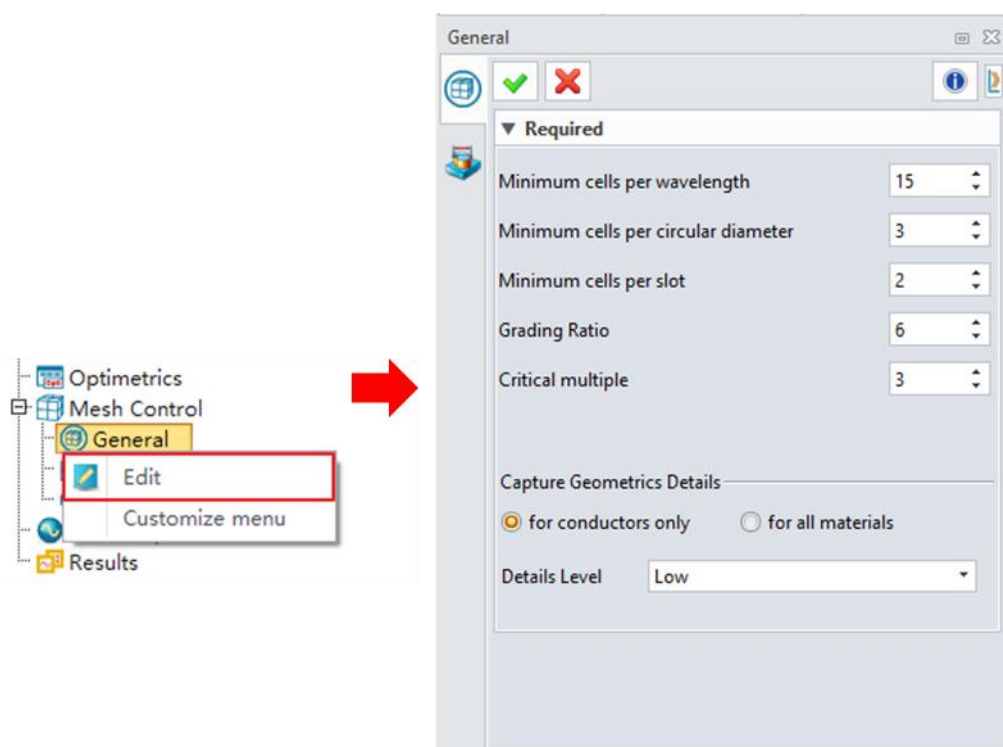 Optimetrics
Mesh Control
General
Edit
Customize menu
Results
General
Required
Minimum cells per wavelength 15
Minimum cells per circular diameter 3
Minimum cells per slot 2
Grading Ratio 6
Critical multiple 3
Capture Geometrics Details
for conductors only for all materials
Details Level Low